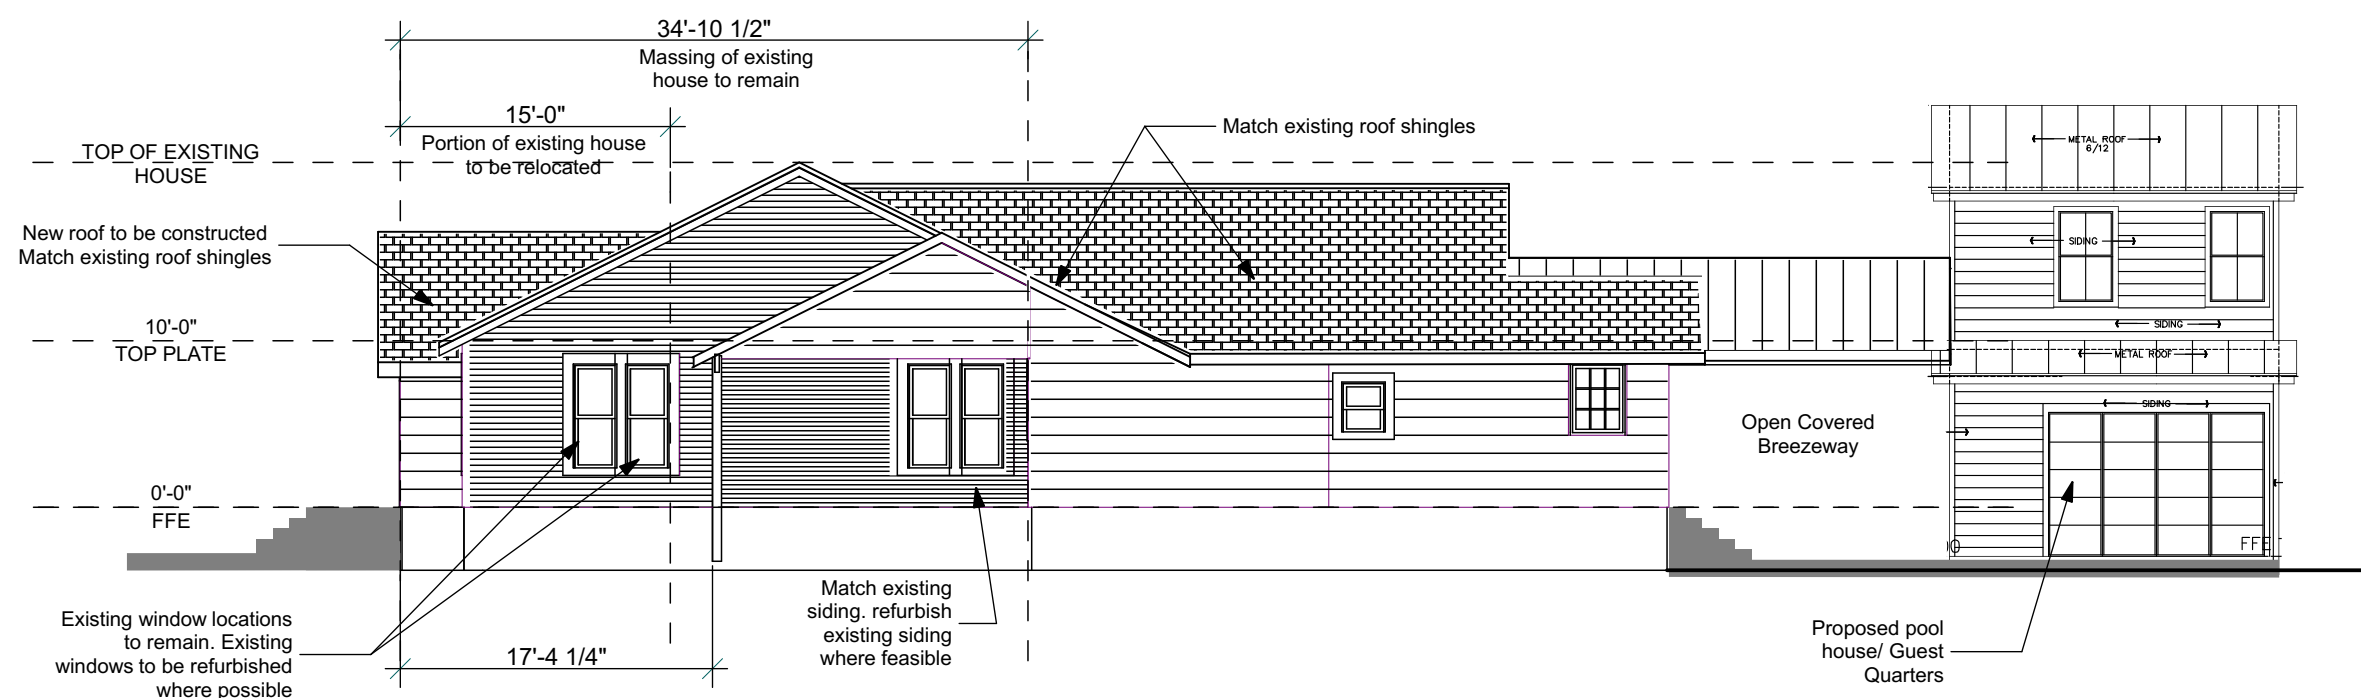 34'-10 1/2"
Massing of existing
house to remain
15'-0"
Portion of existing house
to be relocated
TOP OF EXISTING
HOUSE
Match existing roof shingles
METAL ROOF
6/12
New roof to be constructed
Match existing roof shingles
SIDING
10'-0"
TOP PLATE
SIDING
METAL ROOF
SIDING
Open Covered
Breezeway
0'-0"
FFE
FFE
Existing window locations
to remain. Existing
windows to be refurbished
where possible
17'-4 1/4"
Match existing
siding. refurbish
existing siding
where feasible
Proposed pool
house/ Guest
Quarters